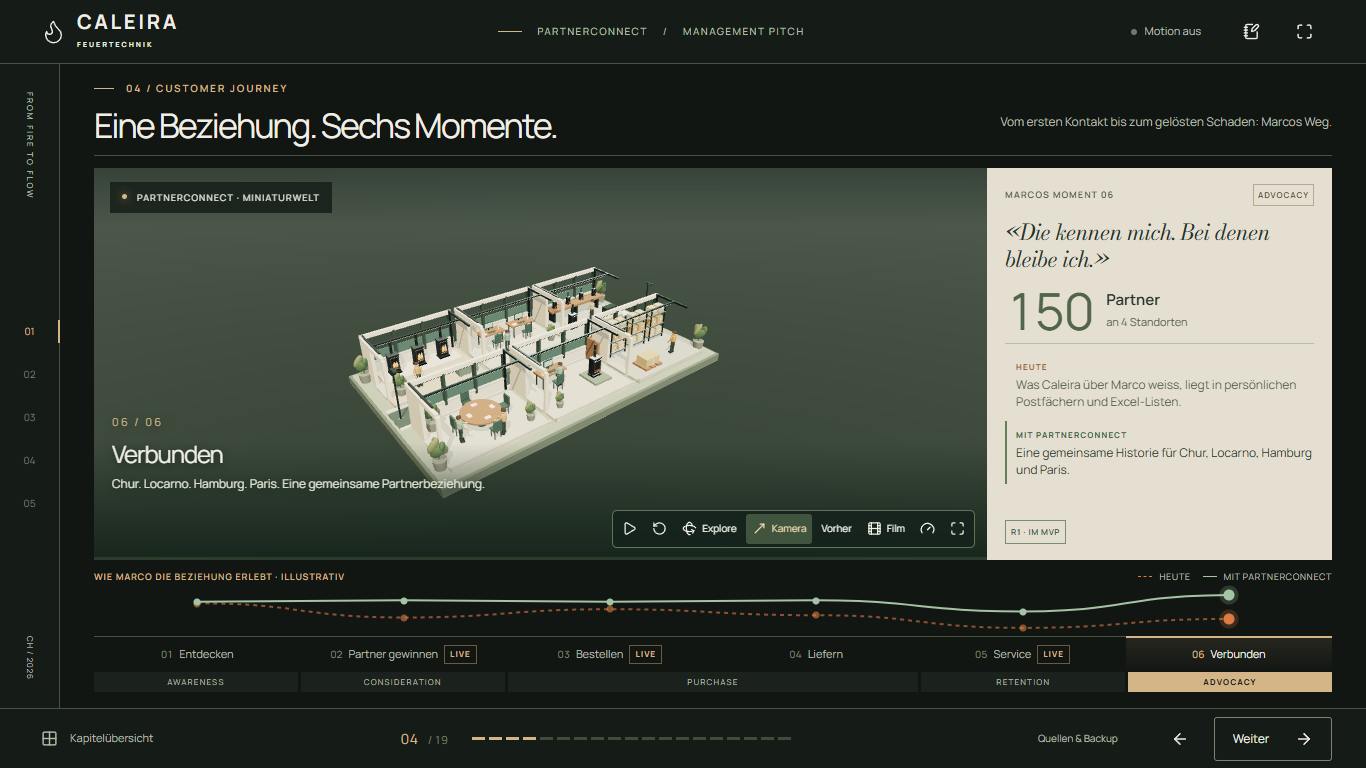 CALEIRA
FEUERTECHNIK
PARTNERCONNECT / MANAGEMENT PITCH
Motion aus
FROM FIRE TO FLOW
01
02
03
04
05
CH / 2026
04 / CUSTOMER JOURNEY
Eine Beziehung. Sechs Momente.
Vom ersten Kontakt bis zum gelösten Schaden: Marcos Weg.
PARTNERCONNECT · MINIATURWELT
06 / 06
Verbunden
Chur. Locarno. Hamburg. Paris. Eine gemeinsame Partnerbeziehung.
Explore Kamera Vorher Film
MARCOS MOMENT 06
ADVOCACY
«Die kennen mich. Bei denen
bleibe ich.»
150
Partner
an 4 Standorten
HEUTE
Was Caleira über Marco weiss, liegt in persönlichen
Postfächern und Excel-Listen.
MIT PARTNERCONNECT
Eine gemeinsame Historie für Chur, Locarno, Hamburg
und Paris.
R1 · IM MVP
WIE MARCO DIE BEZIEHUNG ERLEBT · ILLUSTRATIV
HEUTE MIT PARTNERCONNECT
01 Entdecken
02 Partner gewinnen LIVE
03 Bestellen LIVE
04 Liefern
05 Service LIVE
06 Verbunden
AWARENESS
CONSIDERATION
PURCHASE
RETENTION
ADVOCACY
Kapitelübersicht
04 / 19
Quellen & Backup
Weiter